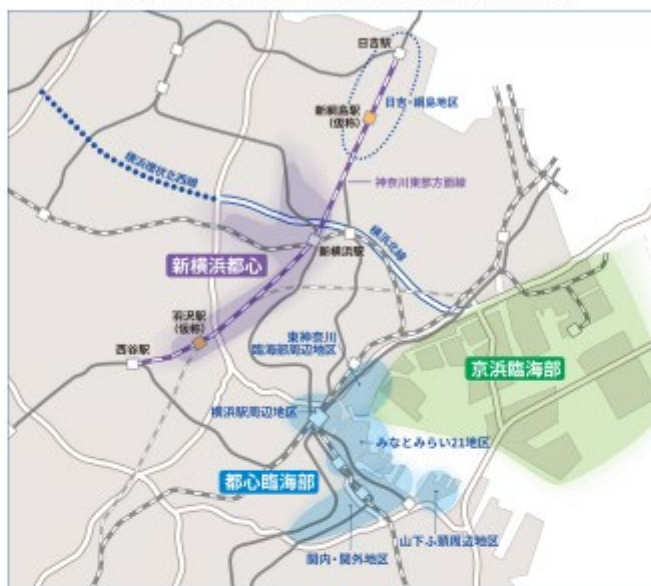 日吉駅
新綱島駅
(仮称)
日吉・綱島地区
横浜環状北西線
神奈川東部方面線
新横浜都心
新横浜駅
横浜北線
羽沢駅
(仮称)
西谷駅
東神奈川
臨海部周辺地区
京浜臨海部
横浜駅周辺地区
みなとみらい21地区
都心臨海部
山下ふ頭周辺地区
関内・関外地区